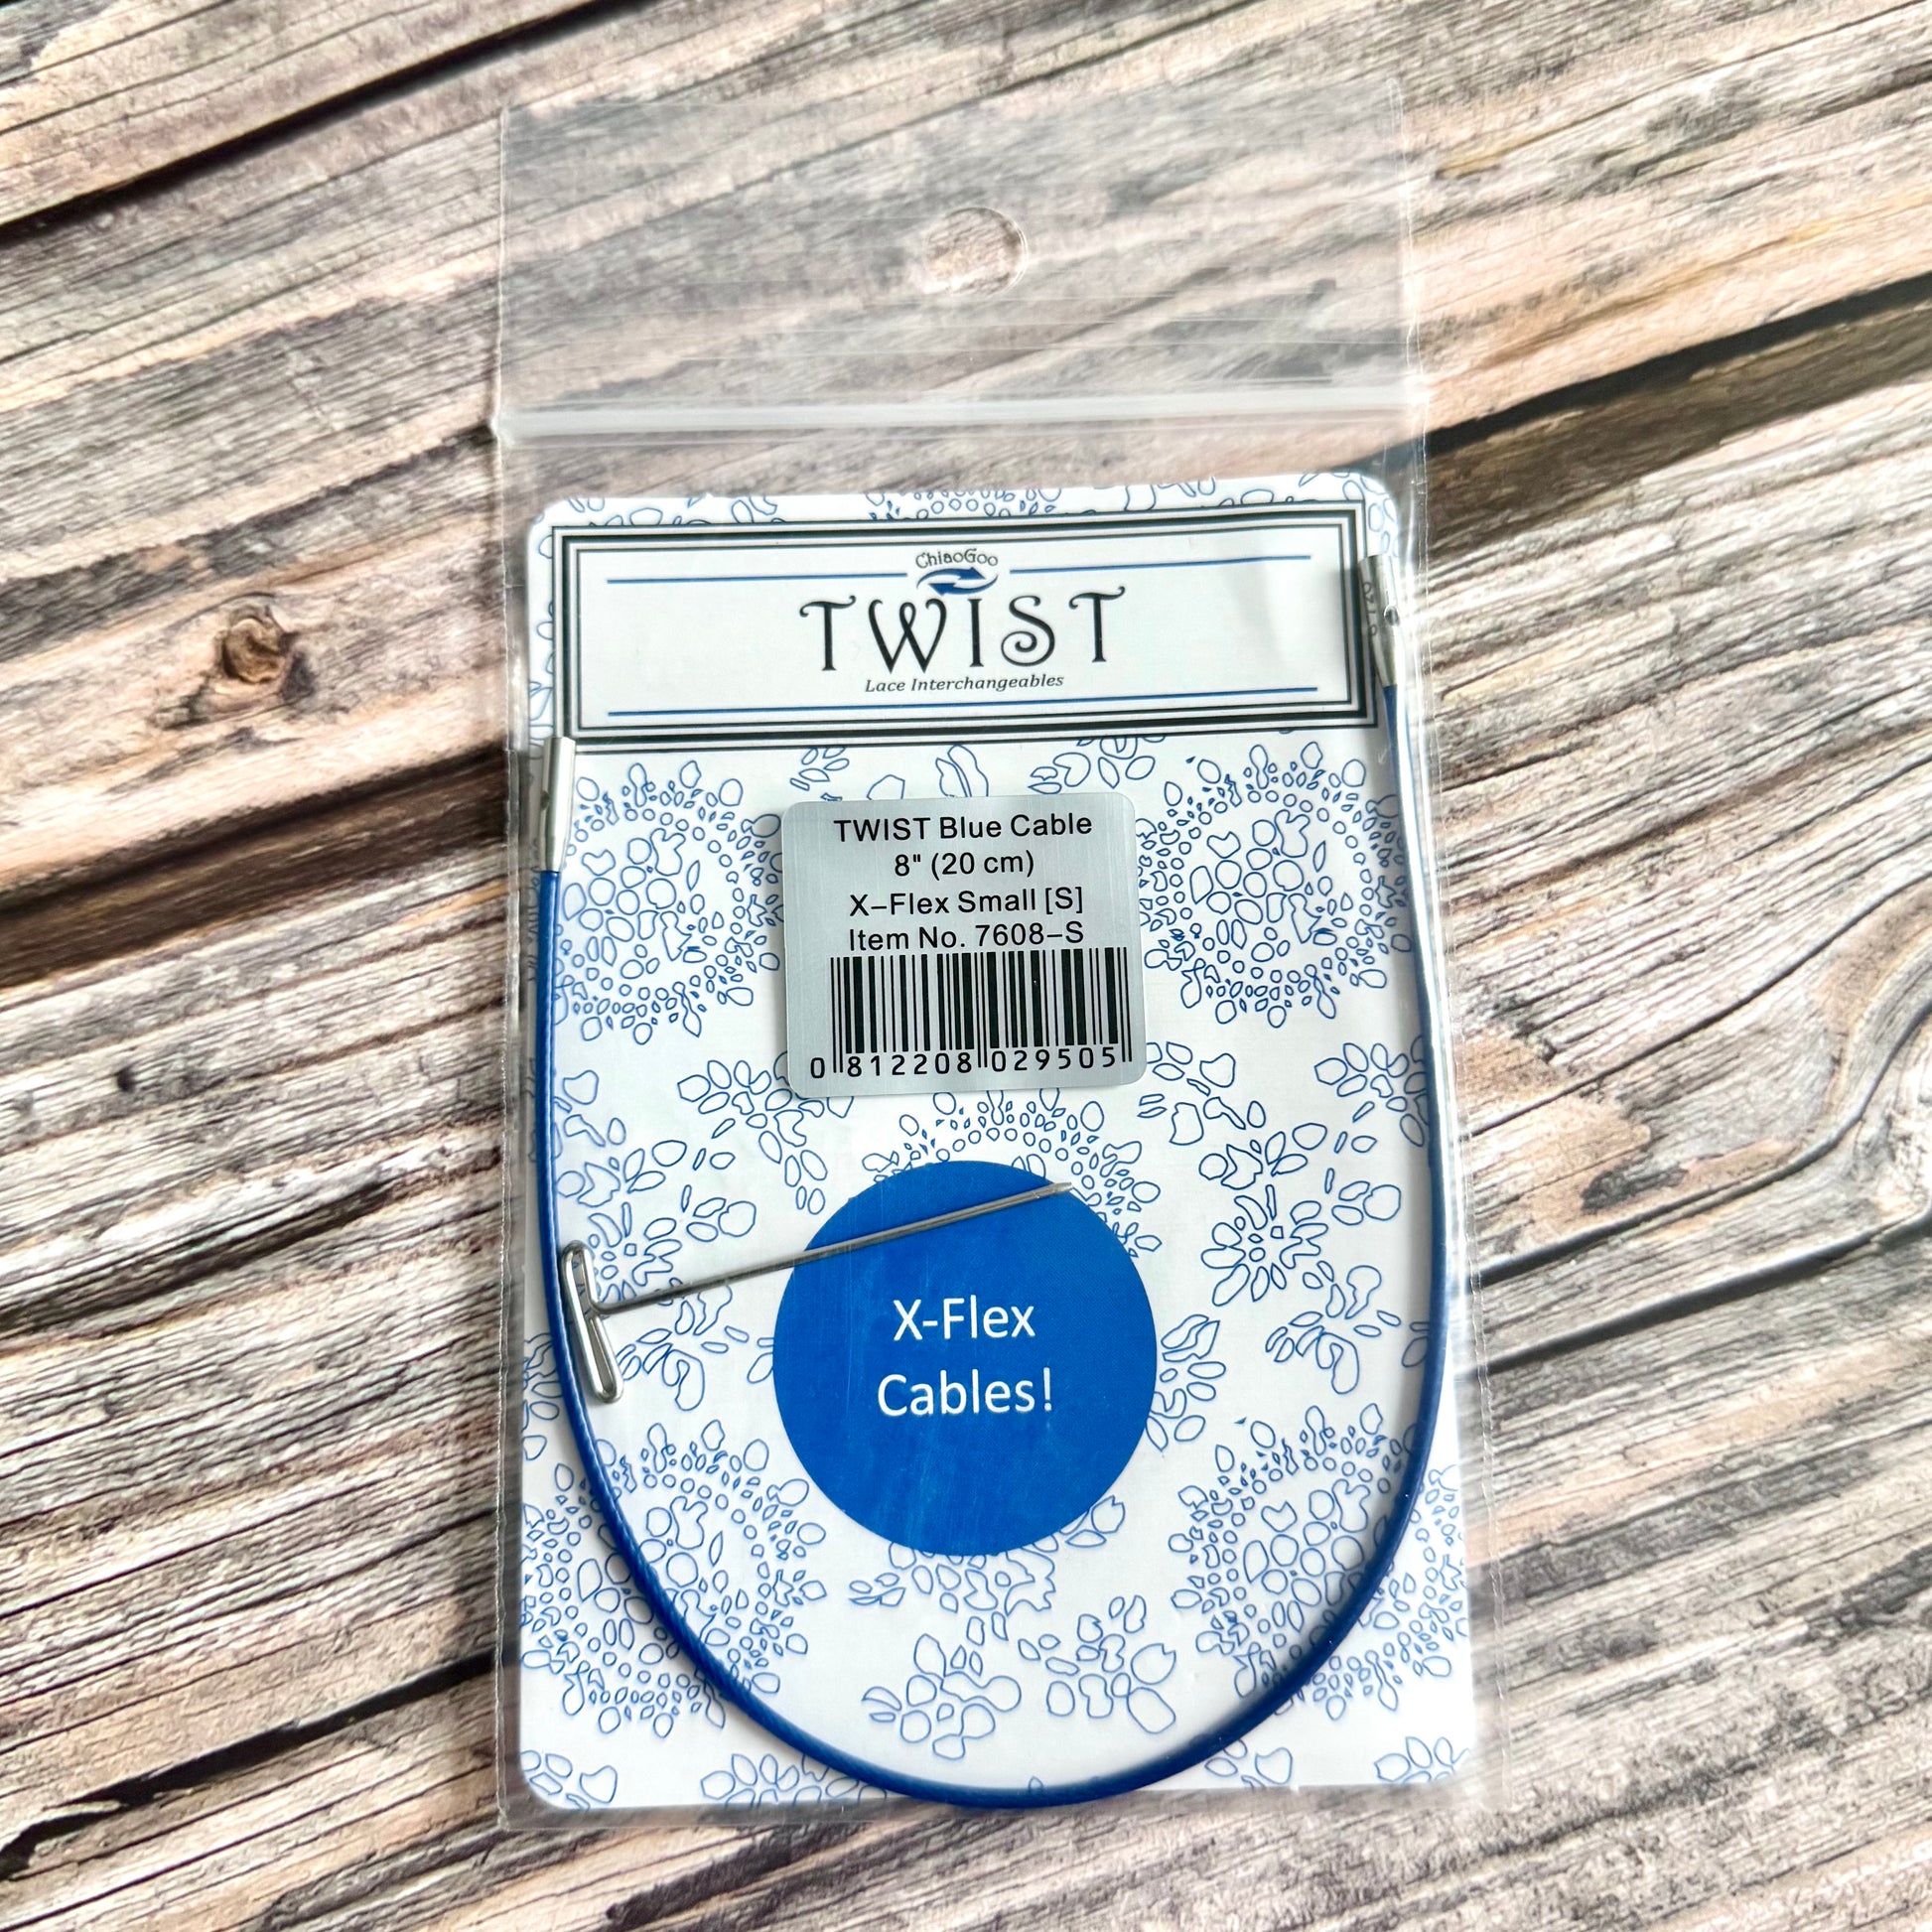 ChiaoGoo
TWIST
Lace Interchangeables
TWIST Blue Cable
8" (20 cm)
X–Flex Small [S]
Item No. 7608–S
0 812208 029505
X-Flex
Cables!